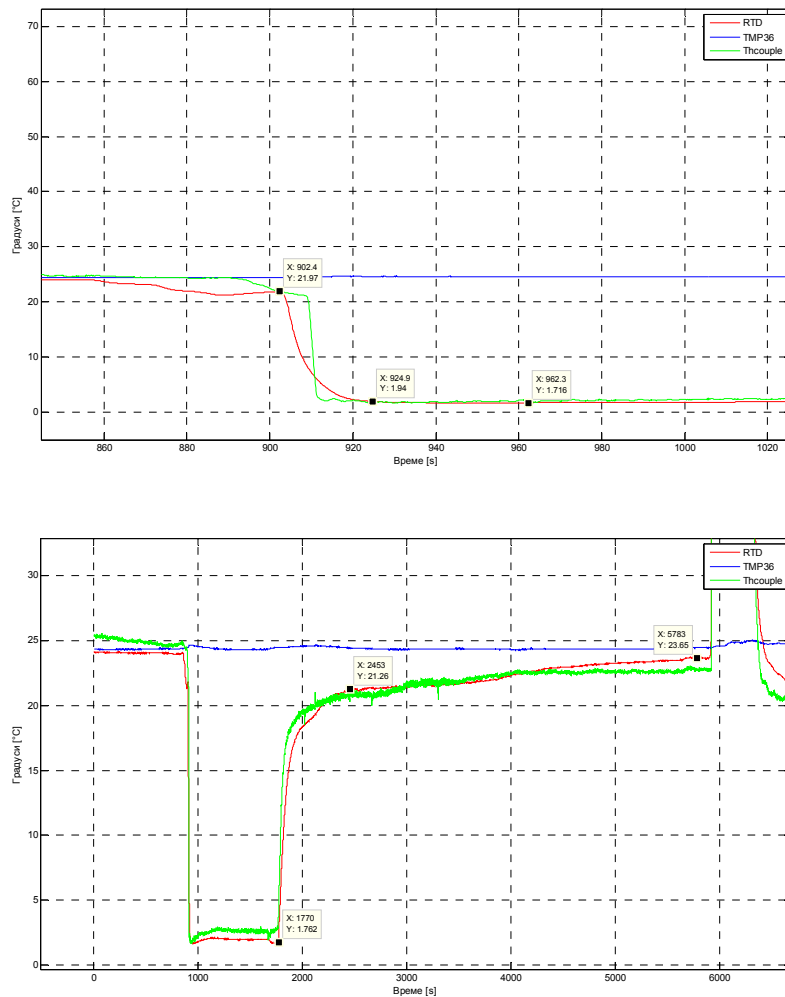 70
60
50
40
30
20
10
0
Градуси [°C]
RTD
TMP36
Thcouple
X: 902.4
Y: 21.97
X: 924.9
Y: 1.94
X: 962.3
Y: 1.716
860 880 900 920 940 960 980 1000 1020
Време [s]
30
25
20
15
10
5
0
Градуси [°C]
RTD
TMP36
Thcouple
X: 5783
Y: 23.65
X: 2453
Y: 21.26
X: 1770
Y: 1.762
0 1000 2000 3000 4000 5000 6000
Време [s]